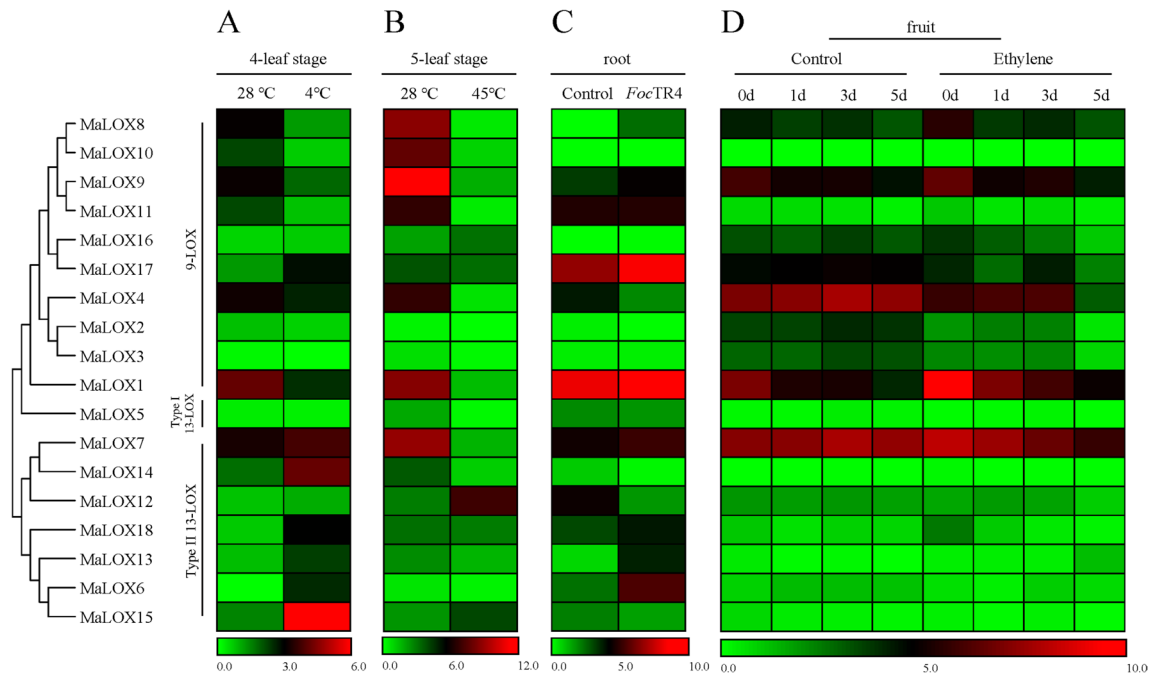 A B C D
fruit
4-leaf stage 5-leaf stage root Control Ethylene
28 °C 4°C 28 °C 45°C Control FocTR4 0d 1d 3d 5d 0d 1d 3d 5d
MaLOX8
MaLOX10
MaLOX9
MaLOX11
MaLOX16
MaLOX17
MaLOX4
MaLOX2
MaLOX3
MaLOX1
MaLOX5
MaLOX7
MaLOX14
MaLOX12
MaLOX18
MaLOX13
MaLOX6
MaLOX15
9-LOX
Type I
13-LOX
Type II 13-LOX
0.0 3.0 6.0 0.0 6.0 12.0 0.0 5.0 10.0 0.0 5.0 10.0